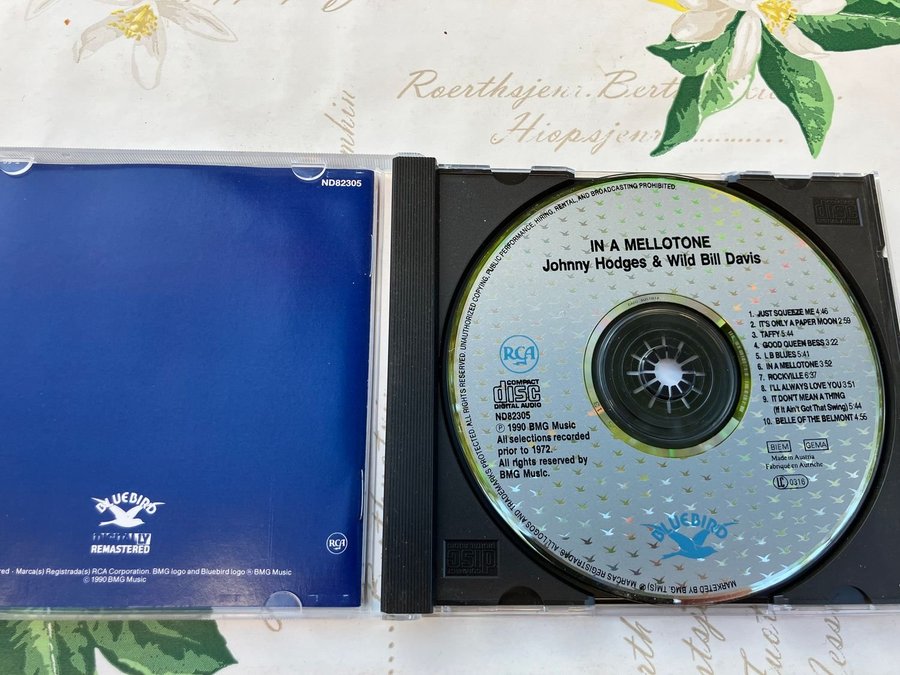 Roerthsjenr.Bert
Hiopsjenr...........
ND82305
BLUEBIRD
DIGITALLY
REMASTERED
RCA
red - Marca(s) Registrada(s) RCA Corporation. BMG logo and Bluebird logo ® BMG Music
© 1990 BMG Music
UNAUTHORIZED COPYING, PUBLIC PERFORMANCE, HIRING, RENTAL AND BROADCASTING PROHIBITED.
IN A MELLOTONE
Johnny Hodges & Wild Bill Davis
1. JUST SQUEEZE ME 4:46
2. IT'S ONLY A PAPER MOON 2:59
3. TAFFY 5:44
4. GOOD QUEEN BESS 3:22
5. L.B BLUES 5:41
6. IN A MELLOTONE 3:52
7. ROCKVILLE 6:37
8. I'LL ALWAYS LOVE YOU 3:51
9. IT DON'T MEAN A THING
(If It Ain't Got That Swing) 5:44
10. BELLE OF THE BELMONT 4:56
RCA
COMPACT
disc
DIGITAL AUDIO
ND82305
Ⓟ 1990 BMG Music
All selections recorded
prior to 1972.
All rights reserved by
BMG Music.
BIEM GEMA
Made in Austria
Fabriqué en Autriche
LC 0316
BLUEBIRD
MARKETED BY BMG. TM(S) ® MARCAS REGISTRADAS. ALL LOGOS AND TRADEMARKS PROTECTED. ALL RIGHTS RESERVED.
disc
disc